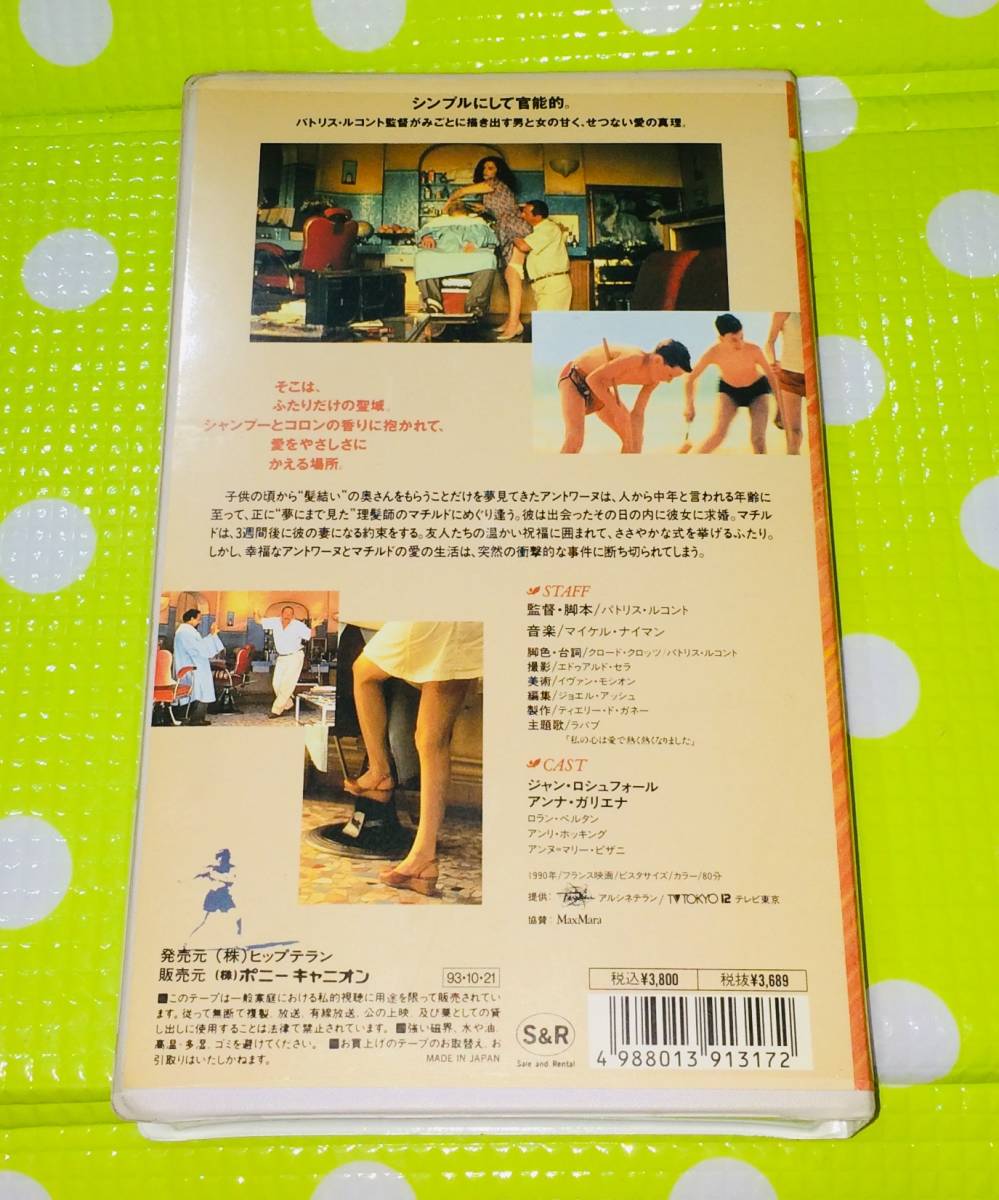 シンプルにして官能的。
パトリス・ルコント監督がみごとに描き出す男と女の甘く、せつない愛の真理。
そこは、
ふたりだけの聖域。
シャンプーとコロンの香りに抱かれて、
愛をやさしさに
かえる場所。
子供の頃から“髪結い”の奥さんをもらうことだけを夢見てきたアントワーヌは、人から中年と言われる年齢に
至って、正に“夢にまで見た”理髪師のマチルドにめぐり逢う。彼は出会ったその日の内に彼女に求婚。マチル
ドは、3週間後に彼の妻になる約束をする。友人たちの温かい祝福に囲まれて、ささやかな式を挙げるふたり。
しかし、幸福なアントワーヌとマチルドの愛の生活は、突然の衝撃的な事件に断ち切られてしまう。
STAFF
監督・脚本/パトリス・ルコント
音楽/マイケル・ナイマン
脚色・台詞/クロード・クロッツ/パトリス・ルコント
撮影/エドゥアルド・セラ
美術/イヴァン・モシオン
編集/ジョエル・アッシュ
製作/ティエリー・ド・ガネー
主題歌/ラバブ
「私の心は愛で熱く熱くなりました」
CAST
ジャン・ロシュフォール
アンナ・ガリエナ
ロラン・ベルタン
アンリ・ホッキング
アンヌ=マリー・ピザニ
1990年/フランス映画/ビスタサイズ/カラー/80分
提供: アルシネテラン/TV TOKYO 12 テレビ東京
協賛: MaxMara
発売元 (株)ヒップテラン
販売元 (株)ポニーキャニオン
93・10・21
■このテープは一般家庭における私的視聴に用途を限って販売されてい
ます。従って無断で複製、放送、有線放送、公の上映、及び業としての貸
し出しに使用することは法律で禁止されています。■強い磁界、水や油、
高温・多湿、ゴミを避けてください。■お買上げのテープのお取替え、お
引取りはいたしかねます。
MADE IN JAPAN
S&R
Sale and Rental
税込¥3,800 税抜¥3,689
4 988013 913172